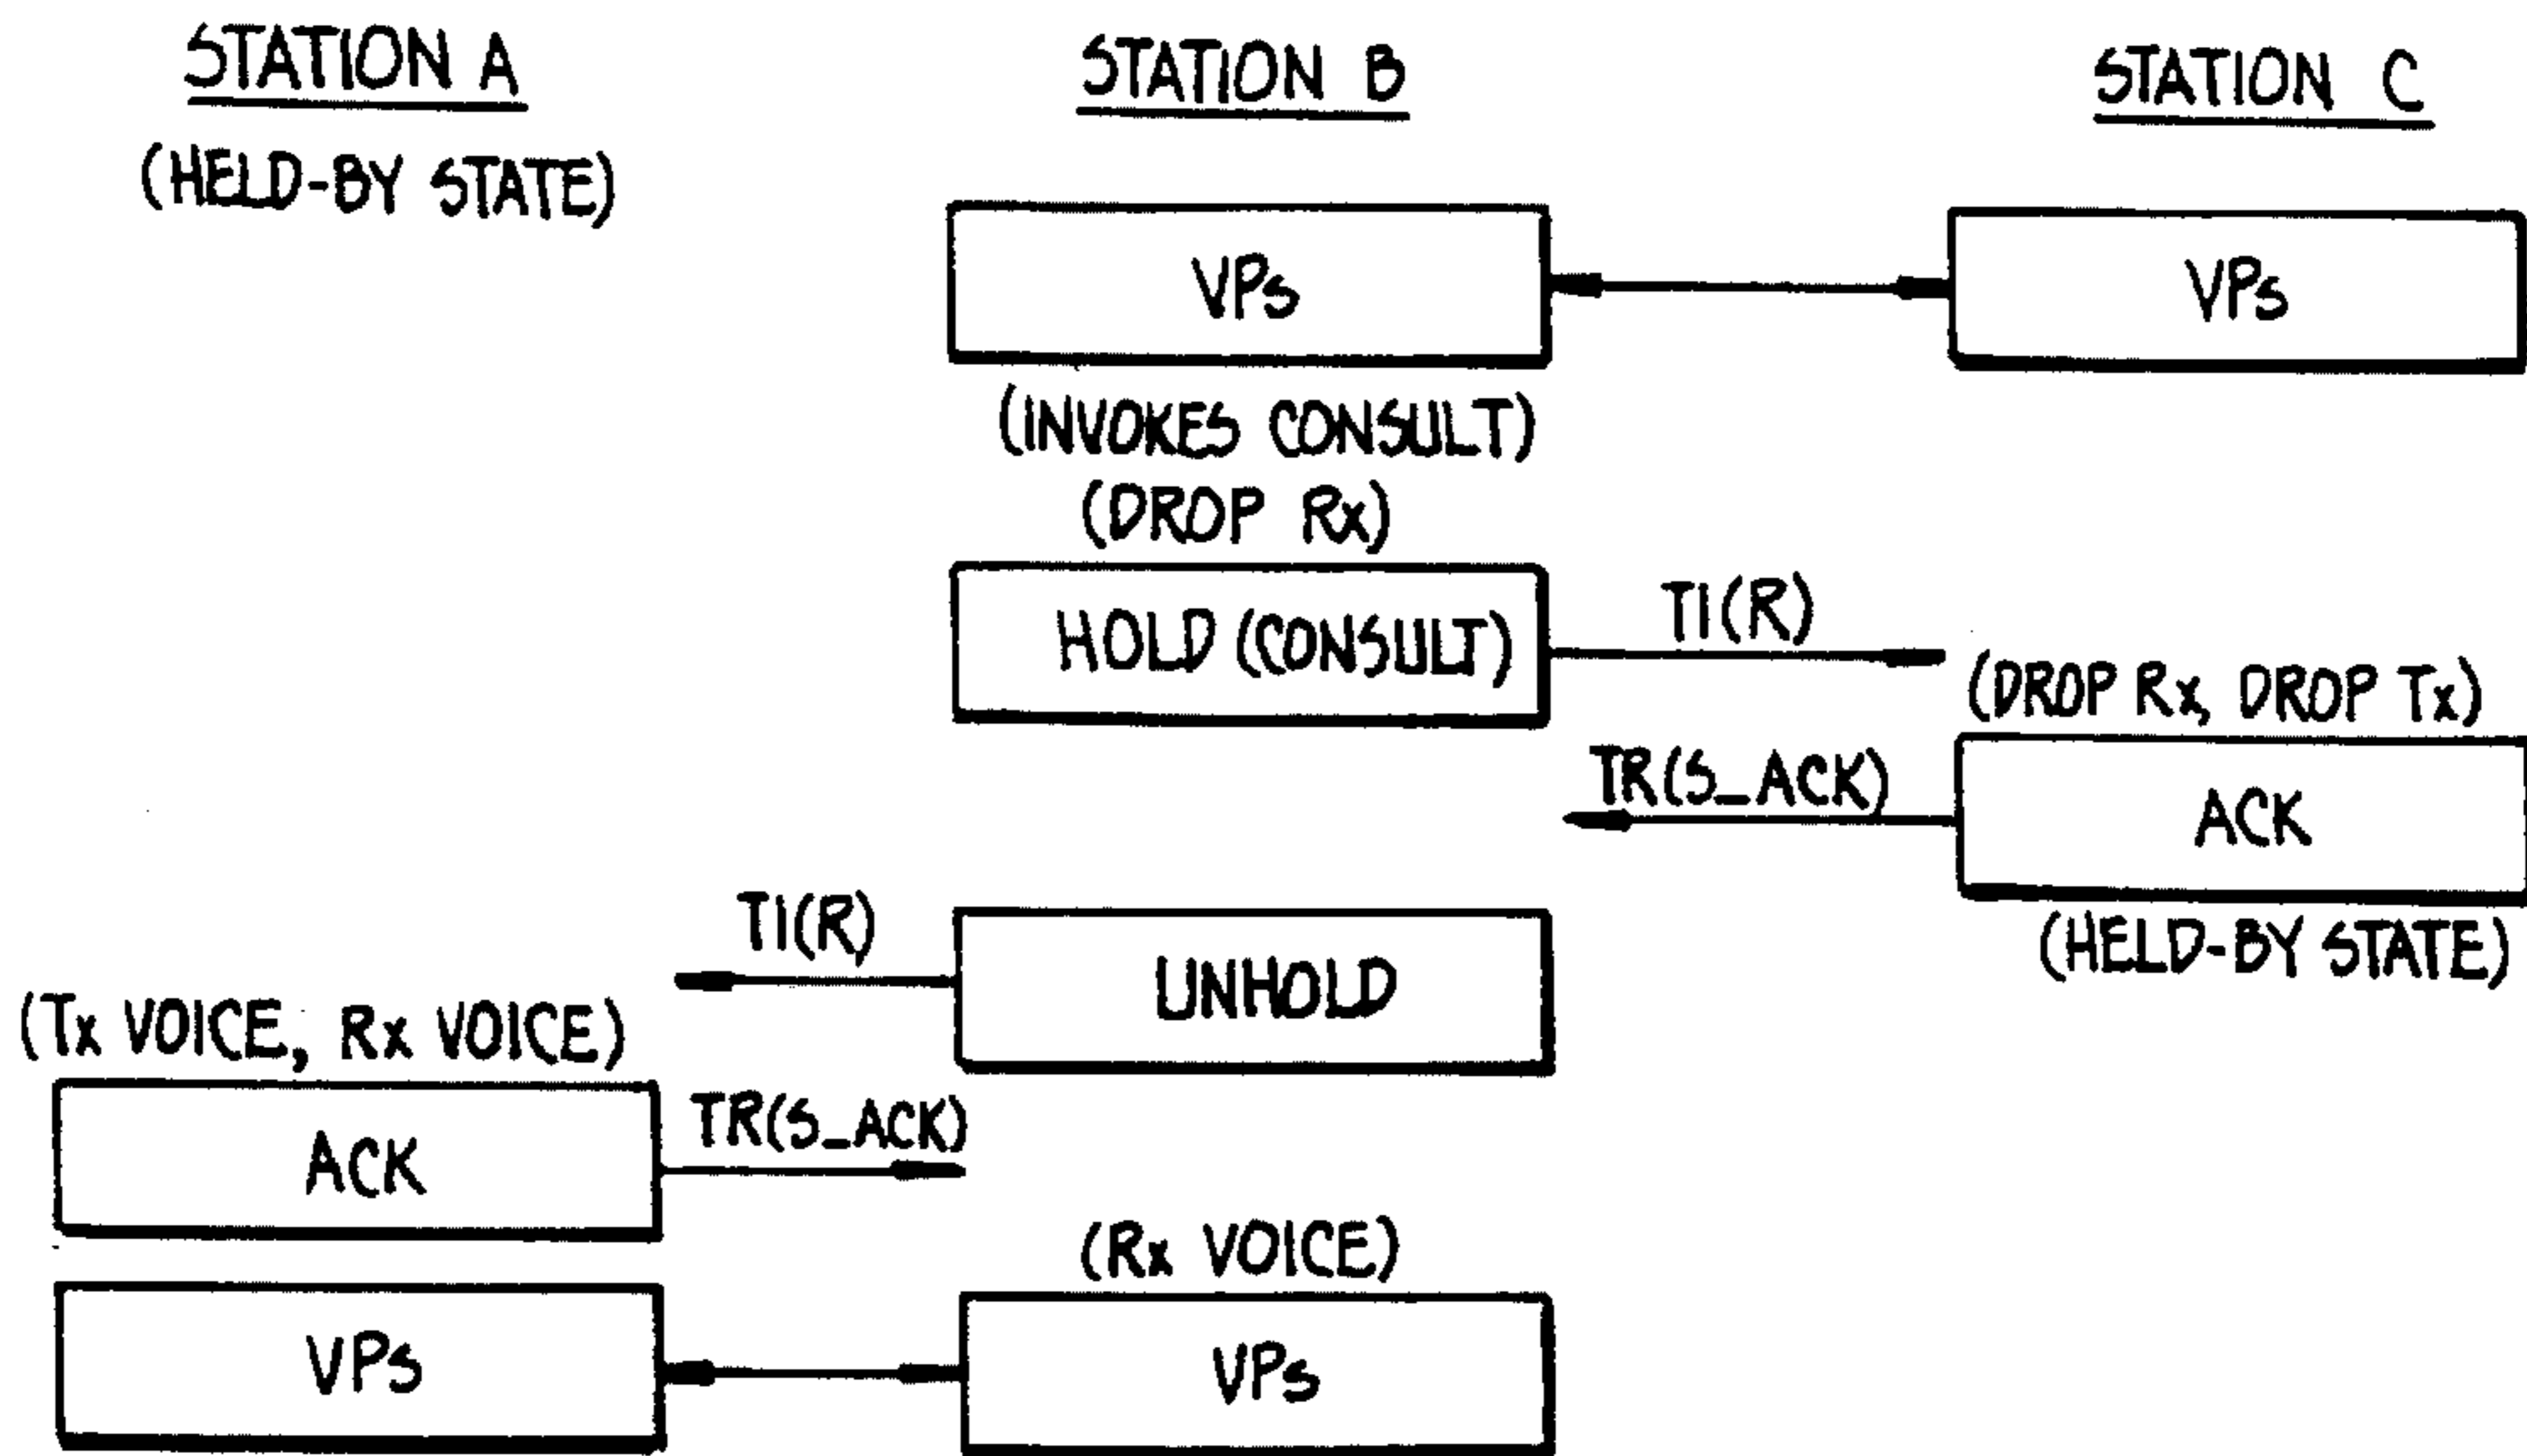 STATION A
STATION B
STATION C
(HELD-BY STATE)
VPs
VPs
(INVOKES CONSULT)
(DROP Rx)
HOLD (CONSULT)
TI(R)
(DROP Rx, DROP Tx)
TR(S_ACK)
ACK
(HELD-BY STATE)
TI(R)
UNHOLD
(Tx VOICE, Rx VOICE)
ACK
TR(S_ACK)
(Rx VOICE)
VPs
VPs